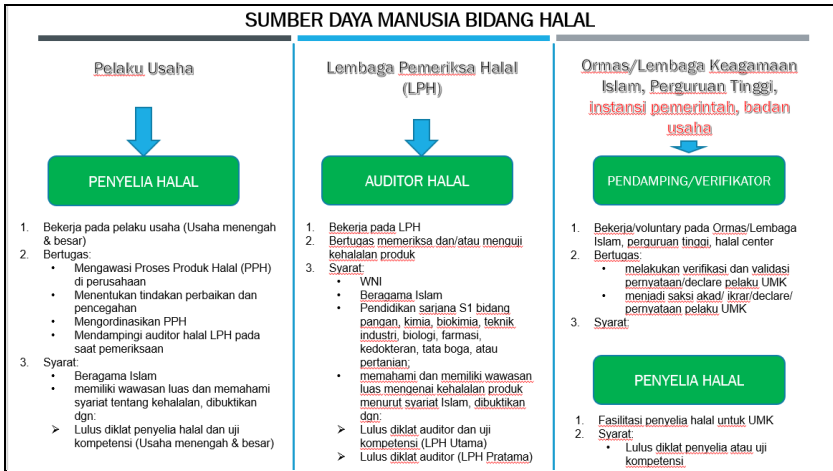 SUMBER DAYA MANUSIA BIDANG HALAL
Pelaku Usaha
PENYELIA HALAL
1. Bekerja pada pelaku usaha (Usaha menengah
& besar)
2. Bertugas:
• Mengawasi Proses Produk Halal (PPH)
di perusahaan
• Menentukan tindakan perbaikan dan
pencegahan
• Mengordinasikan PPH
• Mendampingi auditor halal LPH pada
saat pemeriksaan
3. Syarat:
• Beragama Islam
• memiliki wawasan luas dan memahami
syariat tentang kehalalan, dibuktikan
dgn:
➢ Lulus diklat penyelia halal dan uji
kompetensi (Usaha menengah & besar)
Lembaga Pemeriksa Halal
(LPH)
AUDITOR HALAL
1. Bekerja pada LPH
2. Bertugas memeriksa dan/atau menguji
kehalalan produk
3. Syarat:
• WNI
• Beragama Islam
• Pendidikan sarjana S1 bidang
pangan, kimia, biokimia, teknik
industri, biologi, farmasi,
kedokteran, tata boga, atau
pertanian;
• memahami dan memiliki wawasan
luas mengenai kehalalan produk
menurut syariat Islam, dibuktikan
dgn:
➢ Lulus diklat auditor dan uji
kompetensi (LPH Utama)
➢ Lulus diklat auditor (LPH Pratama)
Ormas/Lembaga Keagamaan
Islam, Perguruan Tinggi,
instansi pemerintah, badan
usaha
PENDAMPING/VERIFIKATOR
1. Bekerja/voluntary pada Ormas/Lembaga
Islam, perguruan tinggi, halal center
2. Bertugas:
• melakukan verifikasi dan validasi
pernyataan/declare pelaku UMK
• menjadi saksi akad/ ikrar/declare/
pernyataan pelaku UMK
3. Syarat:
PENYELIA HALAL
1. Fasilitasi penyelia halal untuk UMK
2. Syarat:
• Lulus diklat penyelia atau uji
kompetensi